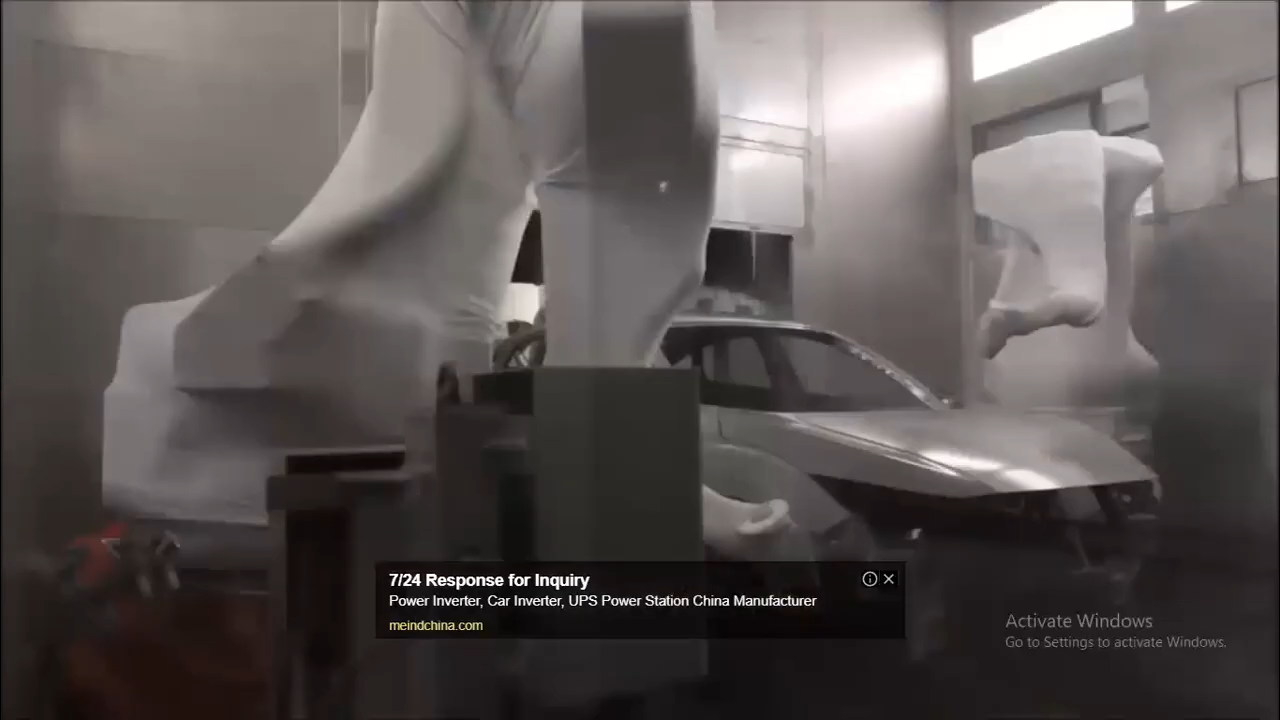 7/24 Response for Inquiry
Power Inverter, Car Inverter, UPS Power Station China Manufacturer
meindchina.com
Activate Windows
Go to Settings to activate Windows.